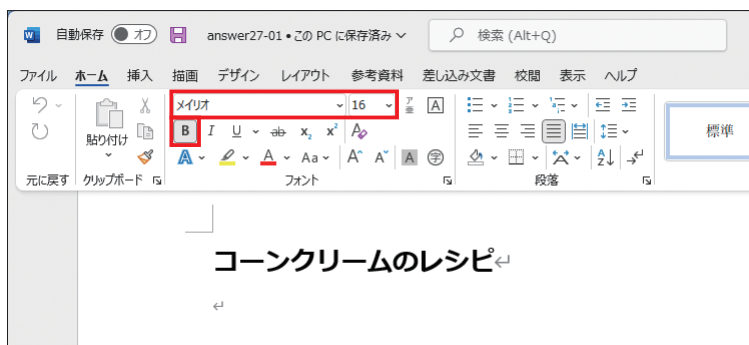 自動保存 オフ answer27-01 • この PC に保存済み 検索 (Alt+Q)
ファイル ホーム 挿入 描画 デザイン レイアウト 参考資料 差し込み文書 校閲 表示 ヘルプ
貼り付け メイリオ 16 ア亜 A
B I U ab x₂ x² A
A A Aa A A A 字 A Z
標準
元に戻す クリップボード フォント 段落
コーンクリームのレシピ↵
↵